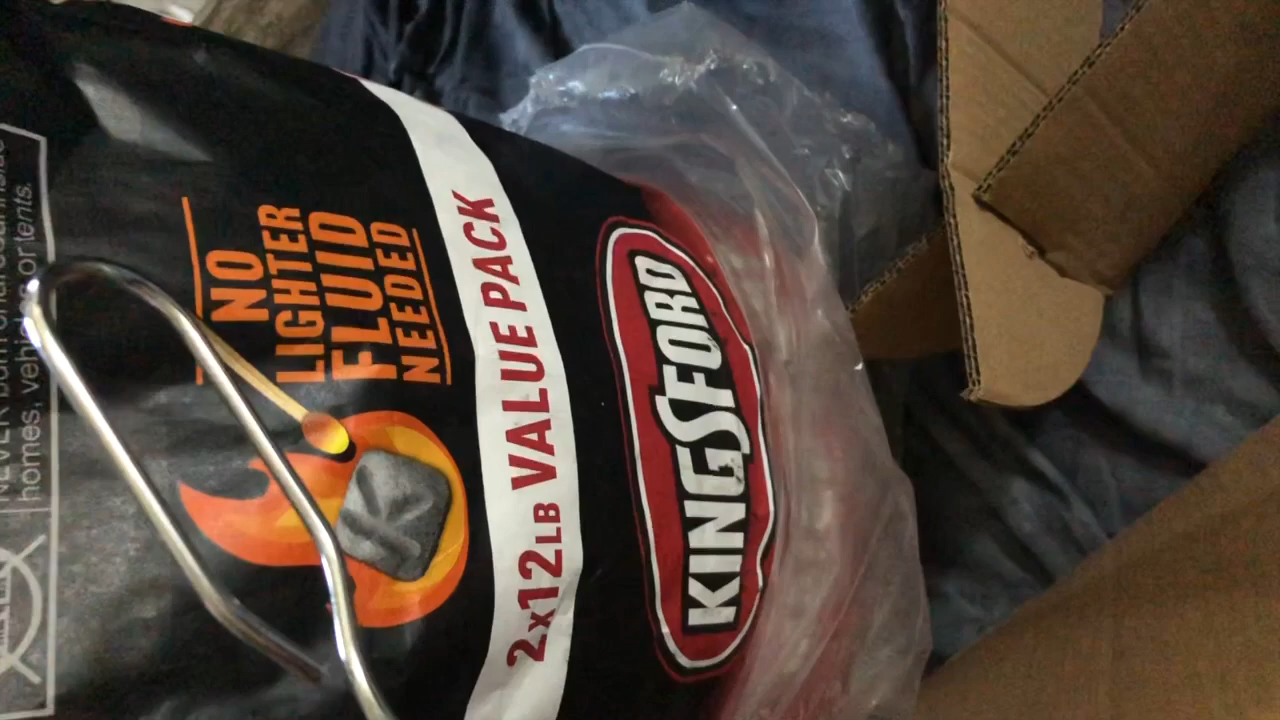 KINGSFORD
2x12LB VALUE PACK
NO
LIGHTER
FLUID
NEEDED
K
homes, vehicles or tents.